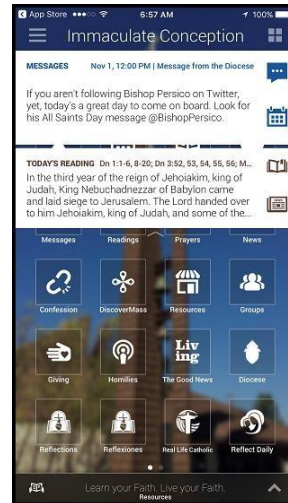 App Store 6:57 AM 100%
Immaculate Conception
MESSAGES Nov 1, 12:00 PM | Message from the Diocese
If you aren't following Bishop Persico on Twitter,
yet, today's a great day to come on board. Look for
his All Saints Day message @BishopPersico.
TODAY'S READING Dn 1:1-6, 8-20; Dn 3:52, 53, 54, 55, 56; M...
In the third year of the reign of Jehoiakim, king of
Judah, King Nebuchadnezzar of Babylon came
and laid siege to Jerusalem. The Lord handed over
to him Jehoiakim, king of Judah, and some of the...
Messages Readings Prayers News
Confession DiscoverMass Resources Groups
Liv
ing
Giving Homilies The Good News Diocese
Reflections Reflexiones Real Life Catholic Reflect Daily
Learn your Faith. Live your Faith.
Resources